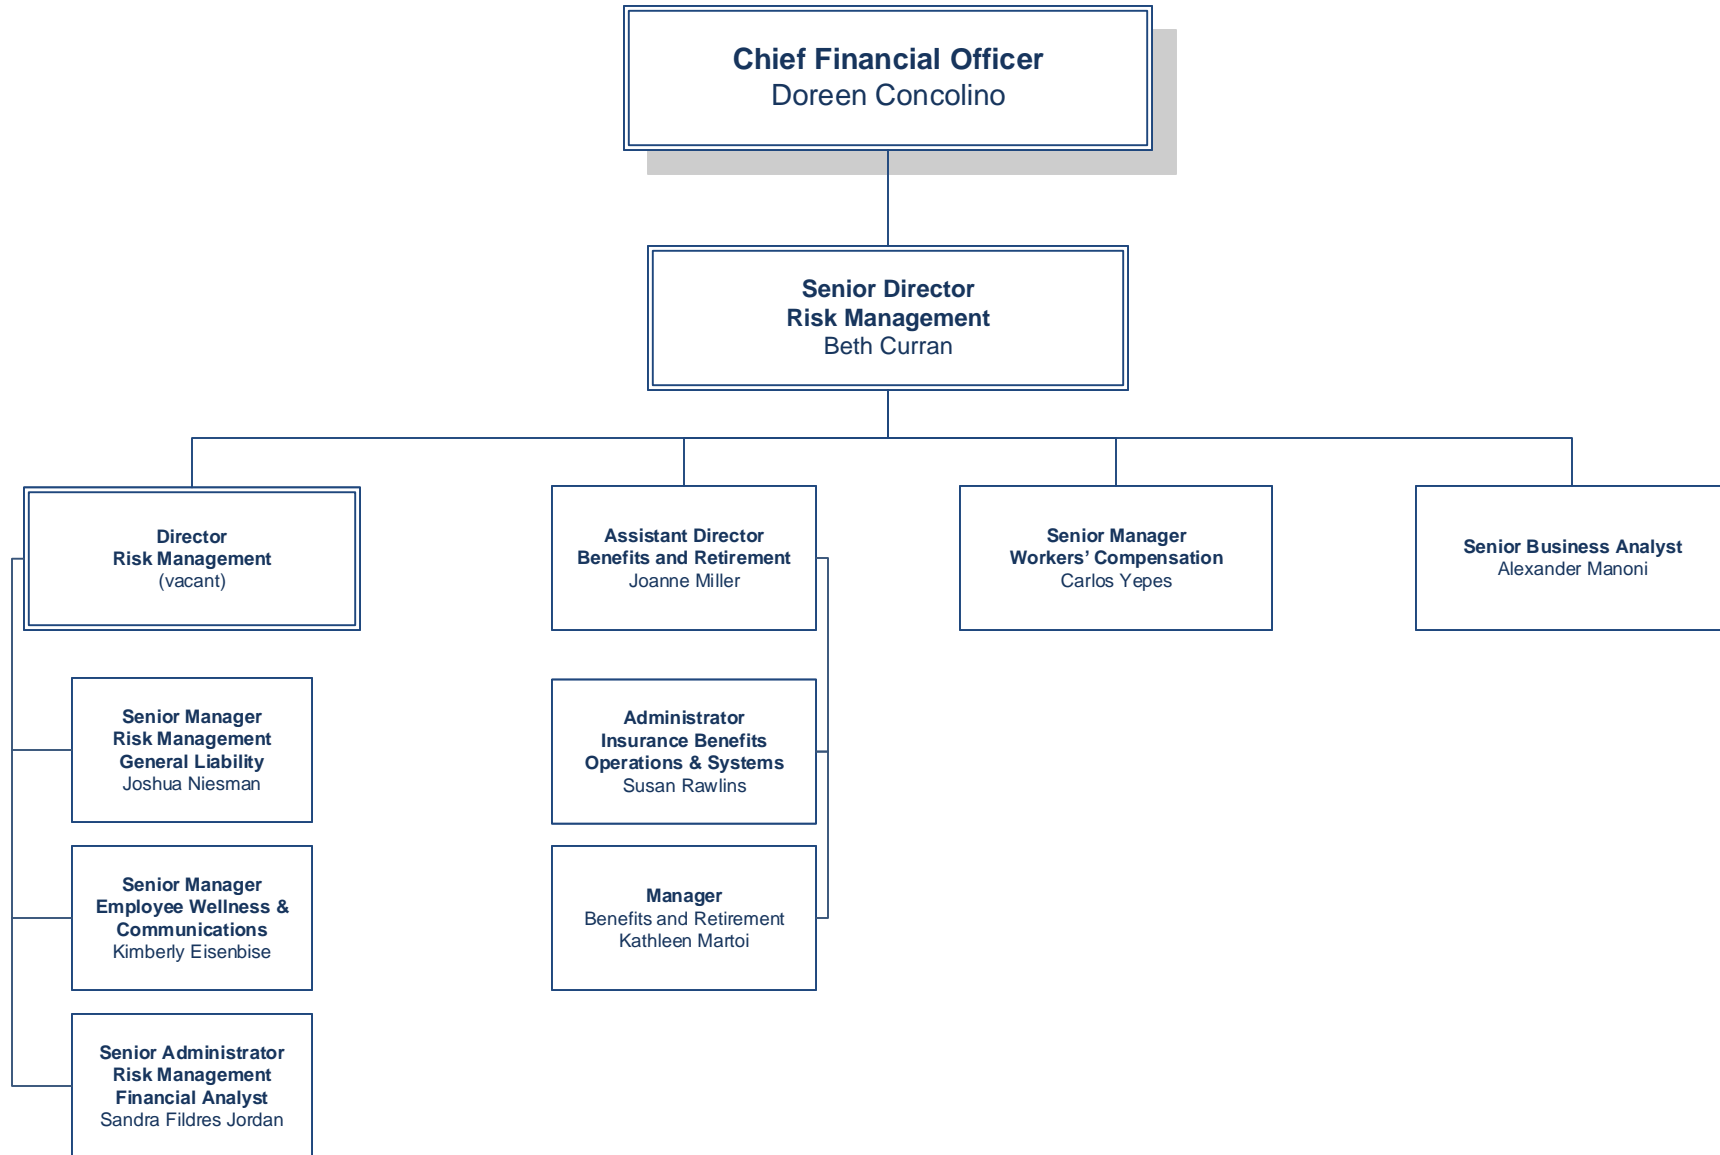 Chief Financial Officer
Doreen Concolino
Senior Director
Risk Management
Beth Curran
Director
Risk Management
(vacant)
Assistant Director
Benefits and Retirement
Joanne Miller
Senior Manager
Workers’ Compensation
Carlos Yepes
Senior Business Analyst
Alexander Manoni
Senior Manager
Risk Management
General Liability
Joshua Niesman
Administrator
Insurance Benefits
Operations & Systems
Susan Rawlins
Senior Manager
Employee Wellness &
Communications
Kimberly Eisenbise
Manager
Benefits and Retirement
Kathleen Martoi
Senior Administrator
Risk Management
Financial Analyst
Sandra Fildres Jordan